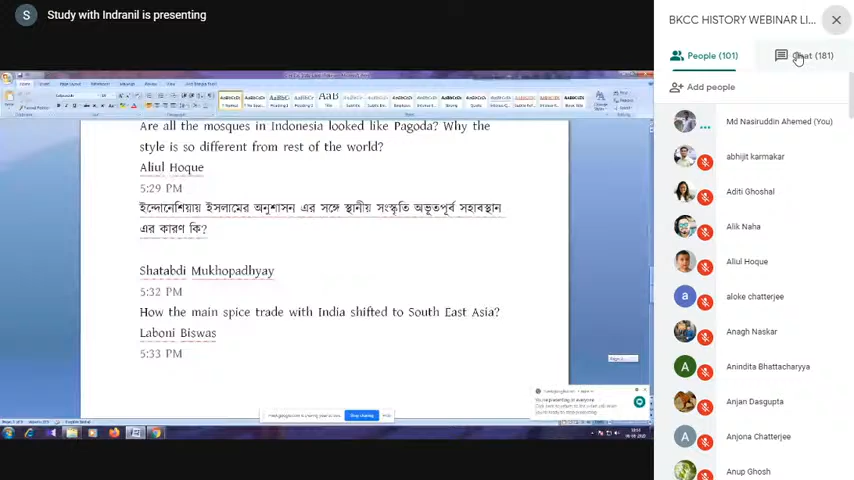 Study with Indranil is presenting
BKCC HISTORY WEBINAR LI...
People (101)
Chat (181)
Add people
Md Nasiruddin Ahemed (You)
abhijit karmakar
Aditi Ghoshal
Alik Naha
Aliul Hoque
aloke chatterjee
Anagh Naskar
Anindita Bhattacharyya
Anjan Dasgupta
Anjona Chatterjee
Anup Ghosh
Are all the mosques in Indonesia looked like Pagoda? Why the
style is so different from rest of the world?
Aliul Hoque
5:29 PM
ইন্দোনেশিয়ায় ইসলামের অনুশাসন এর সঙ্গে স্থানীয় সংস্কৃতি অভূতপূর্ব সহাবস্থান
এর কারণ কি?
Shatabdi Mukhopadhyay
5:32 PM
How the main spice trade with India shifted to South East Asia?
Laboni Biswas
5:33 PM
Stop sharing